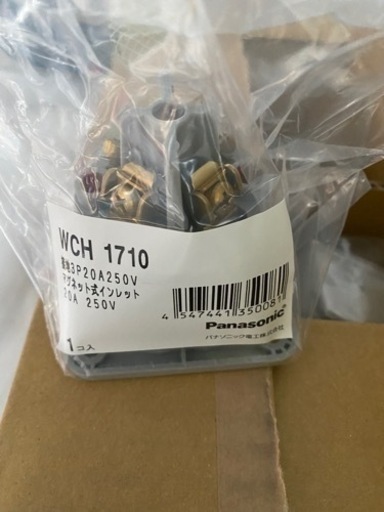 WCH 1710
接地3P20A250V
マグネット式インレット
20A 250V
4 547441 350081
Panasonic
パナソニック電工株式会社
1コ入